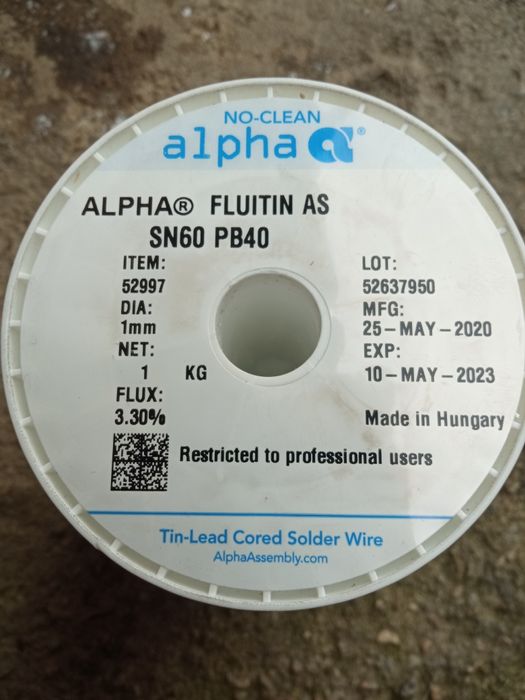 NO-CLEAN
alpha®
ALPHA® FLUITIN AS
SN60 PB40
ITEM:
52997
DIA:
1mm
NET:
1 KG
FLUX:
3.30%
LOT:
52637950
MFG:
25-MAY-2020
EXP:
10-MAY-2023
Made in Hungary
Restricted to professional users
Tin-Lead Cored Solder Wire
AlphaAssembly.com